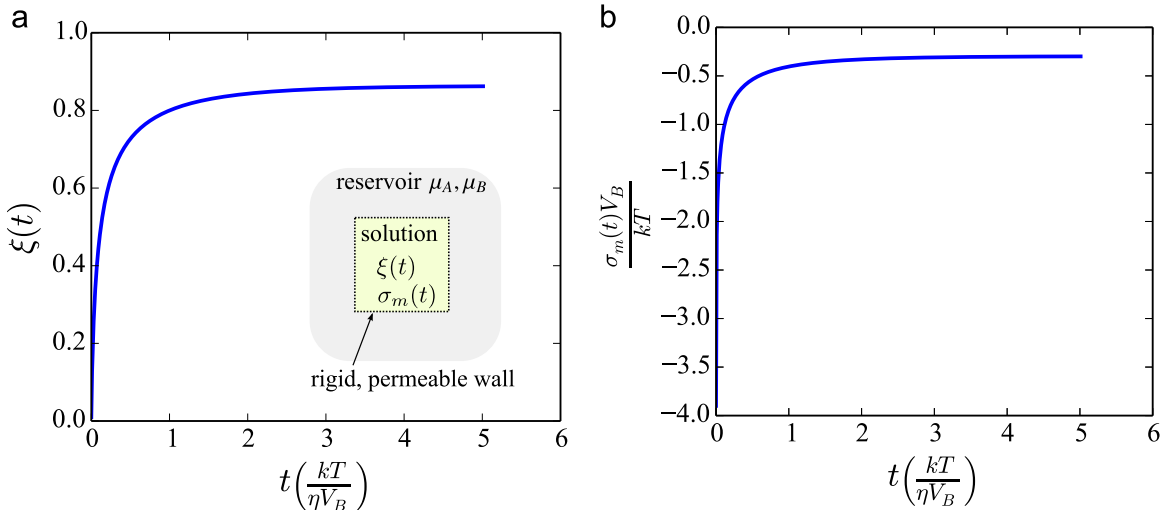 a
1.0
0.8
0.6
0.4
0.2
0.0
ξ(t)
0 1 2 3 4 5 6
t(kT/ηV_B)
reservoir μ_A, μ_B
solution
ξ(t)
σ_m(t)
rigid, permeable wall
b
0.0
−0.5
−1.0
−1.5
−2.0
−2.5
−3.0
−3.5
−4.0
σ_m(t)V_B/kT
0 1 2 3 4 5 6
t(kT/ηV_B)